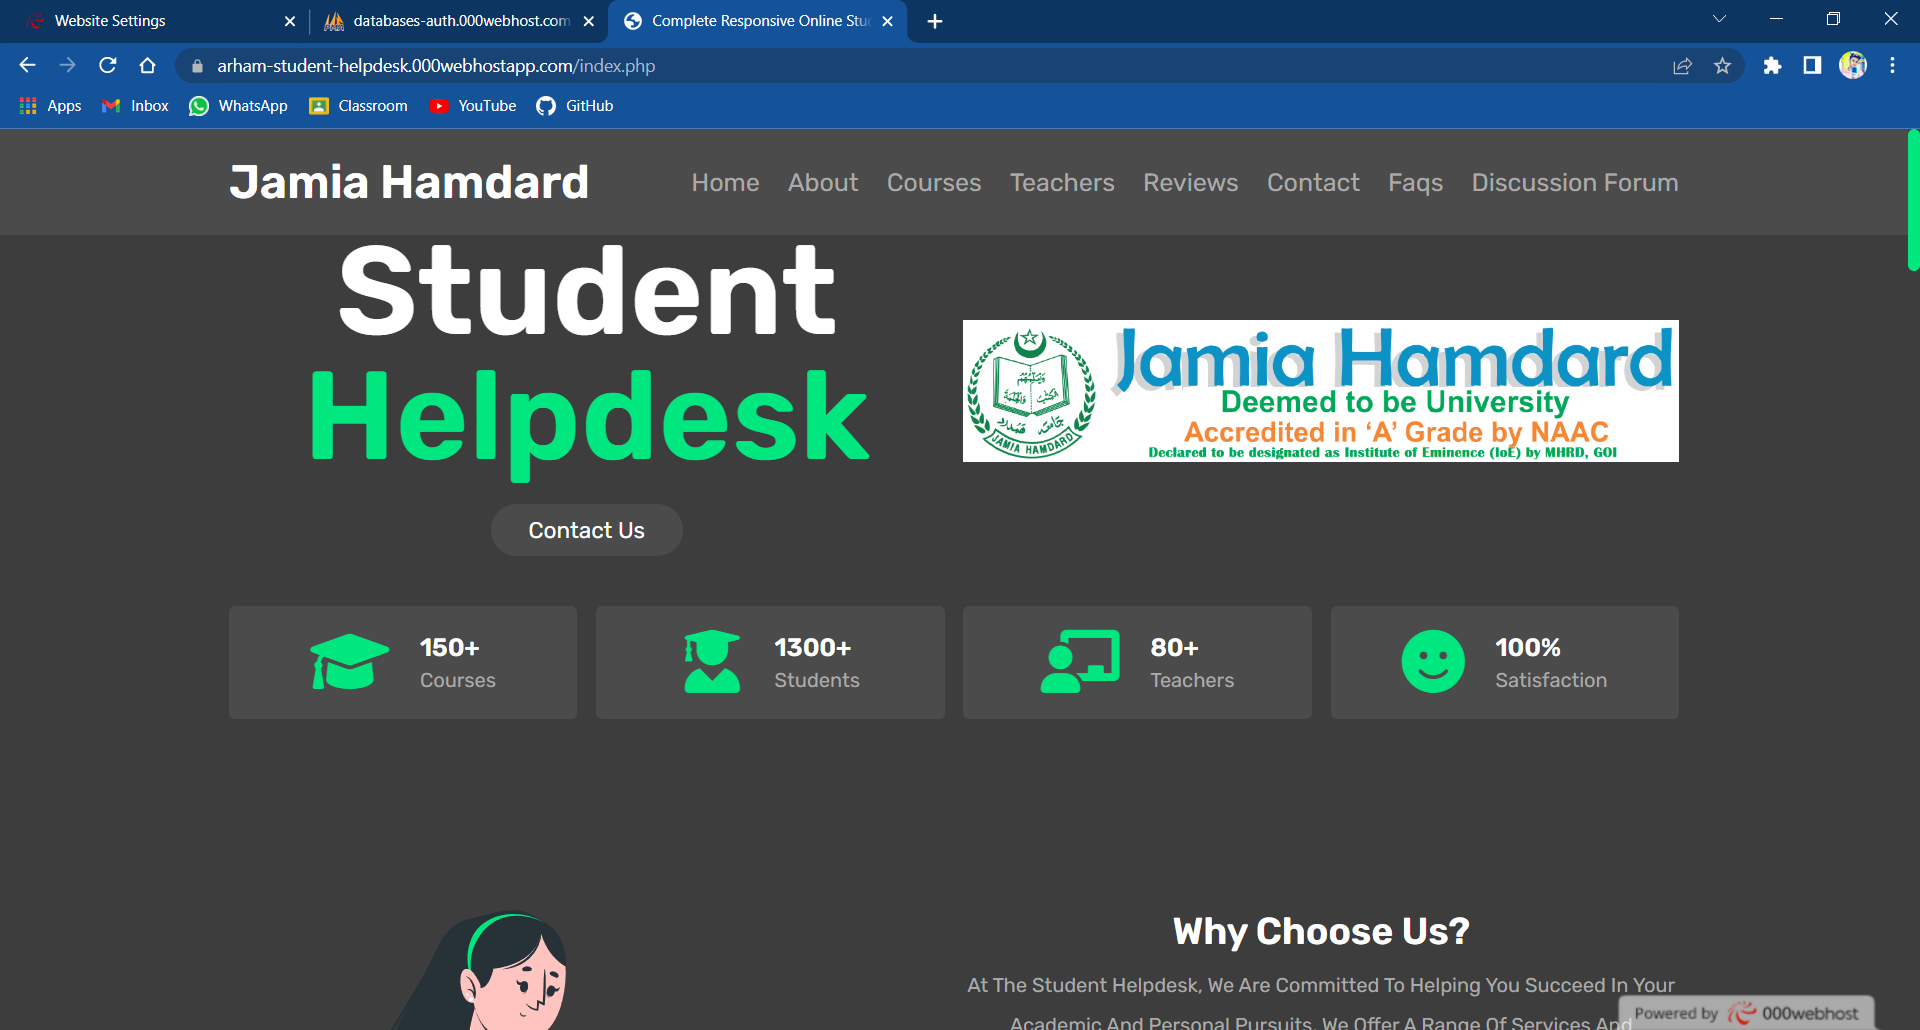 Website Settings
databases-auth.000webhost.com
Complete Responsive Online Stu
arham-student-helpdesk.000webhostapp.com/index.php
Apps
Inbox
WhatsApp
Classroom
YouTube
GitHub
Jamia Hamdard
Home
About
Courses
Teachers
Reviews
Contact
Faqs
Discussion Forum
Student
Helpdesk
Contact Us
JAMIA HAMDARD
Jamia Hamdard
Deemed to be University
Accredited in ‘A’ Grade by NAAC
Declared to be designated as Institute of Eminence (IoE) by MHRD, GOI
150+
Courses
1300+
Students
80+
Teachers
100%
Satisfaction
Why Choose Us?
At The Student Helpdesk, We Are Committed To Helping You Succeed In Your
Academic And Personal Pursuits. We Offer A Range Of Services And
Powered by 000webhost